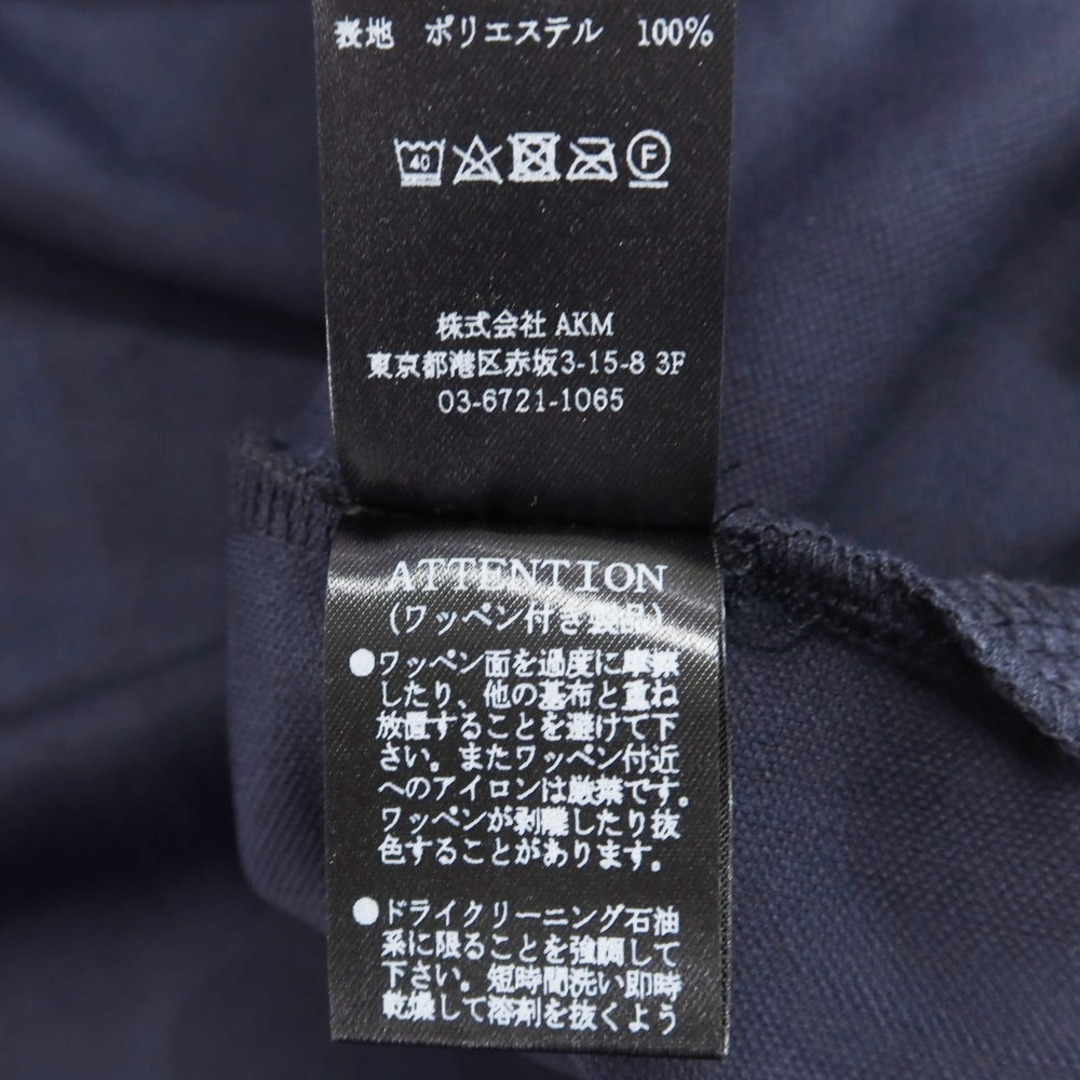 表地 ポリエステル 100%
40 F
株式会社 AKM
東京都港区赤坂3-15-8 3F
03-6721-1065
ATTENTION
(ワッペン付き製品)
●ワッペン面を過度に摩擦
したり、他の基布と重ね
放置することを避けて下
さい。またワッペン付近
へのアイロンは厳禁です。
ワッペンが剥離したり抜
色することがあります。
●ドライクリーニング石油
系に限ることを強調して
下さい。短時間洗い即時
乾燥して溶剤を抜くよう